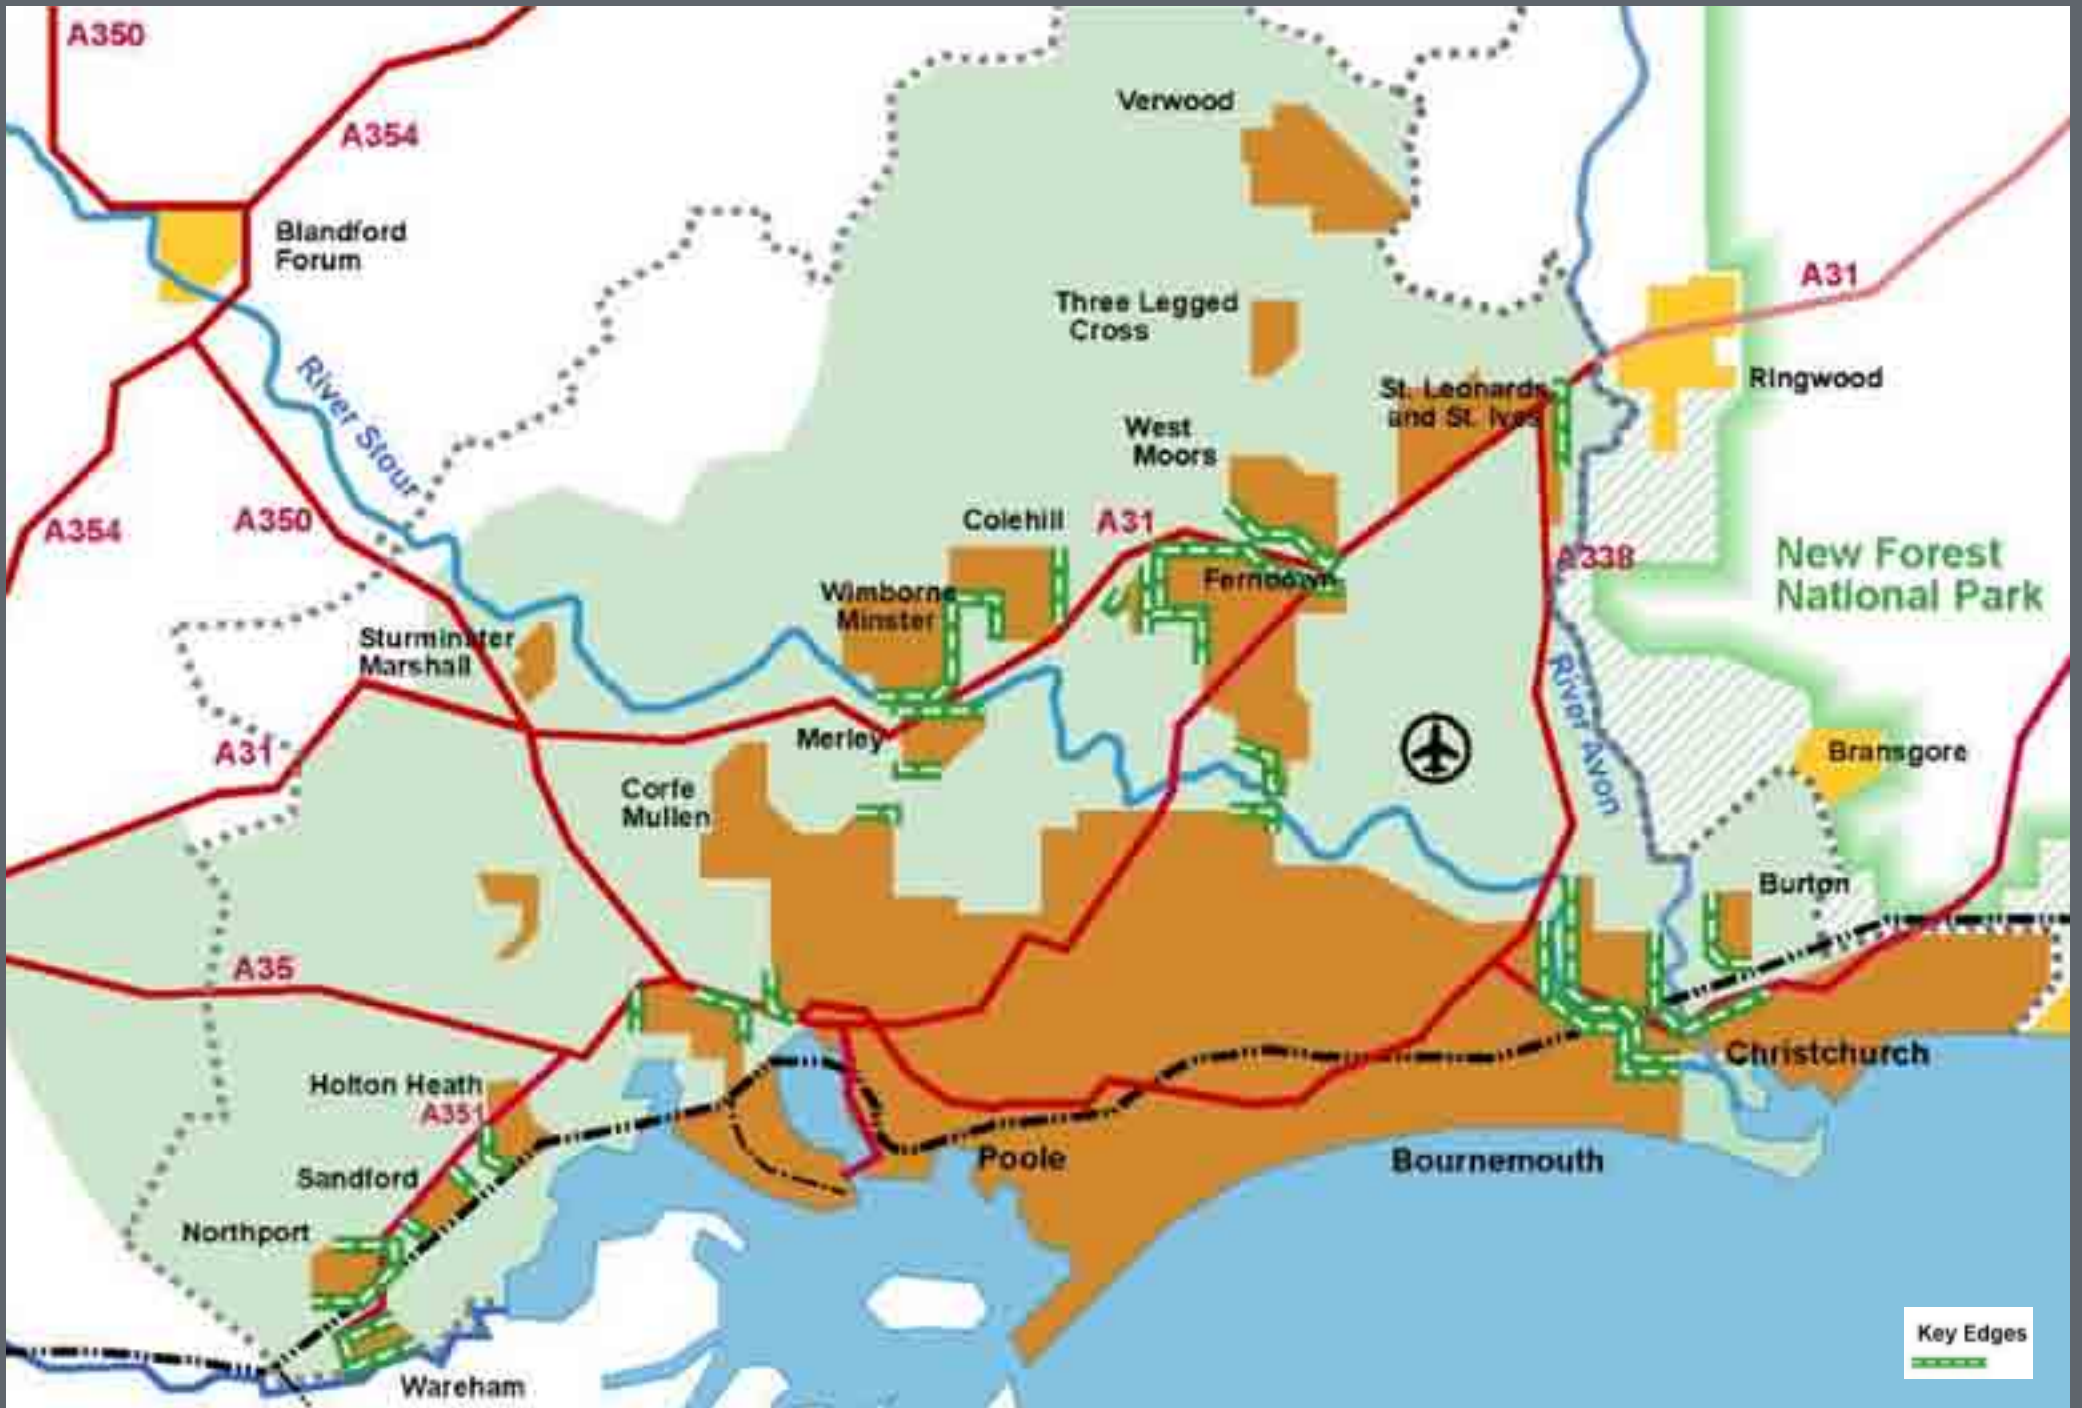 A350
A354
Verwood
Blandford
Forum
A31
Three Legged
Cross
River Stour
St. Leonards
and St. Ives
Ringwood
West
Moors
A354
A350
Colehill
A31
A338
New Forest
National Park
Ferndown
Wimborne
Minster
Sturminster
Marshall
River Avon
A31
Merley
Bransgore
Corfe
Mullen
Burton
A35
Christchurch
Holton Heath
A351
Poole
Bournemouth
Sandford
Northport
Key Edges
Wareham